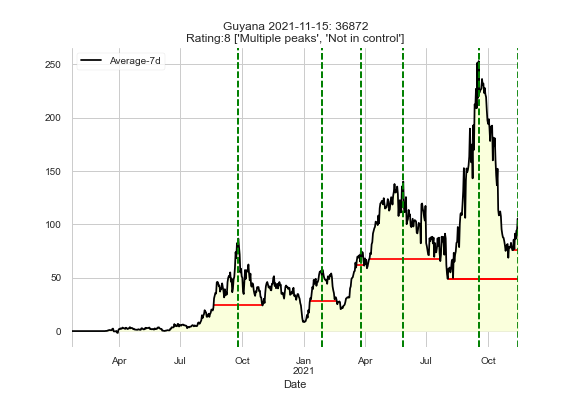 Guyana 2021-11-15: 36872
Rating:8 ['Multiple peaks', 'Not in control']
Average-7d
250
200
150
100
50
0
Apr Jul Oct Jan Apr Jul Oct
2021
Date